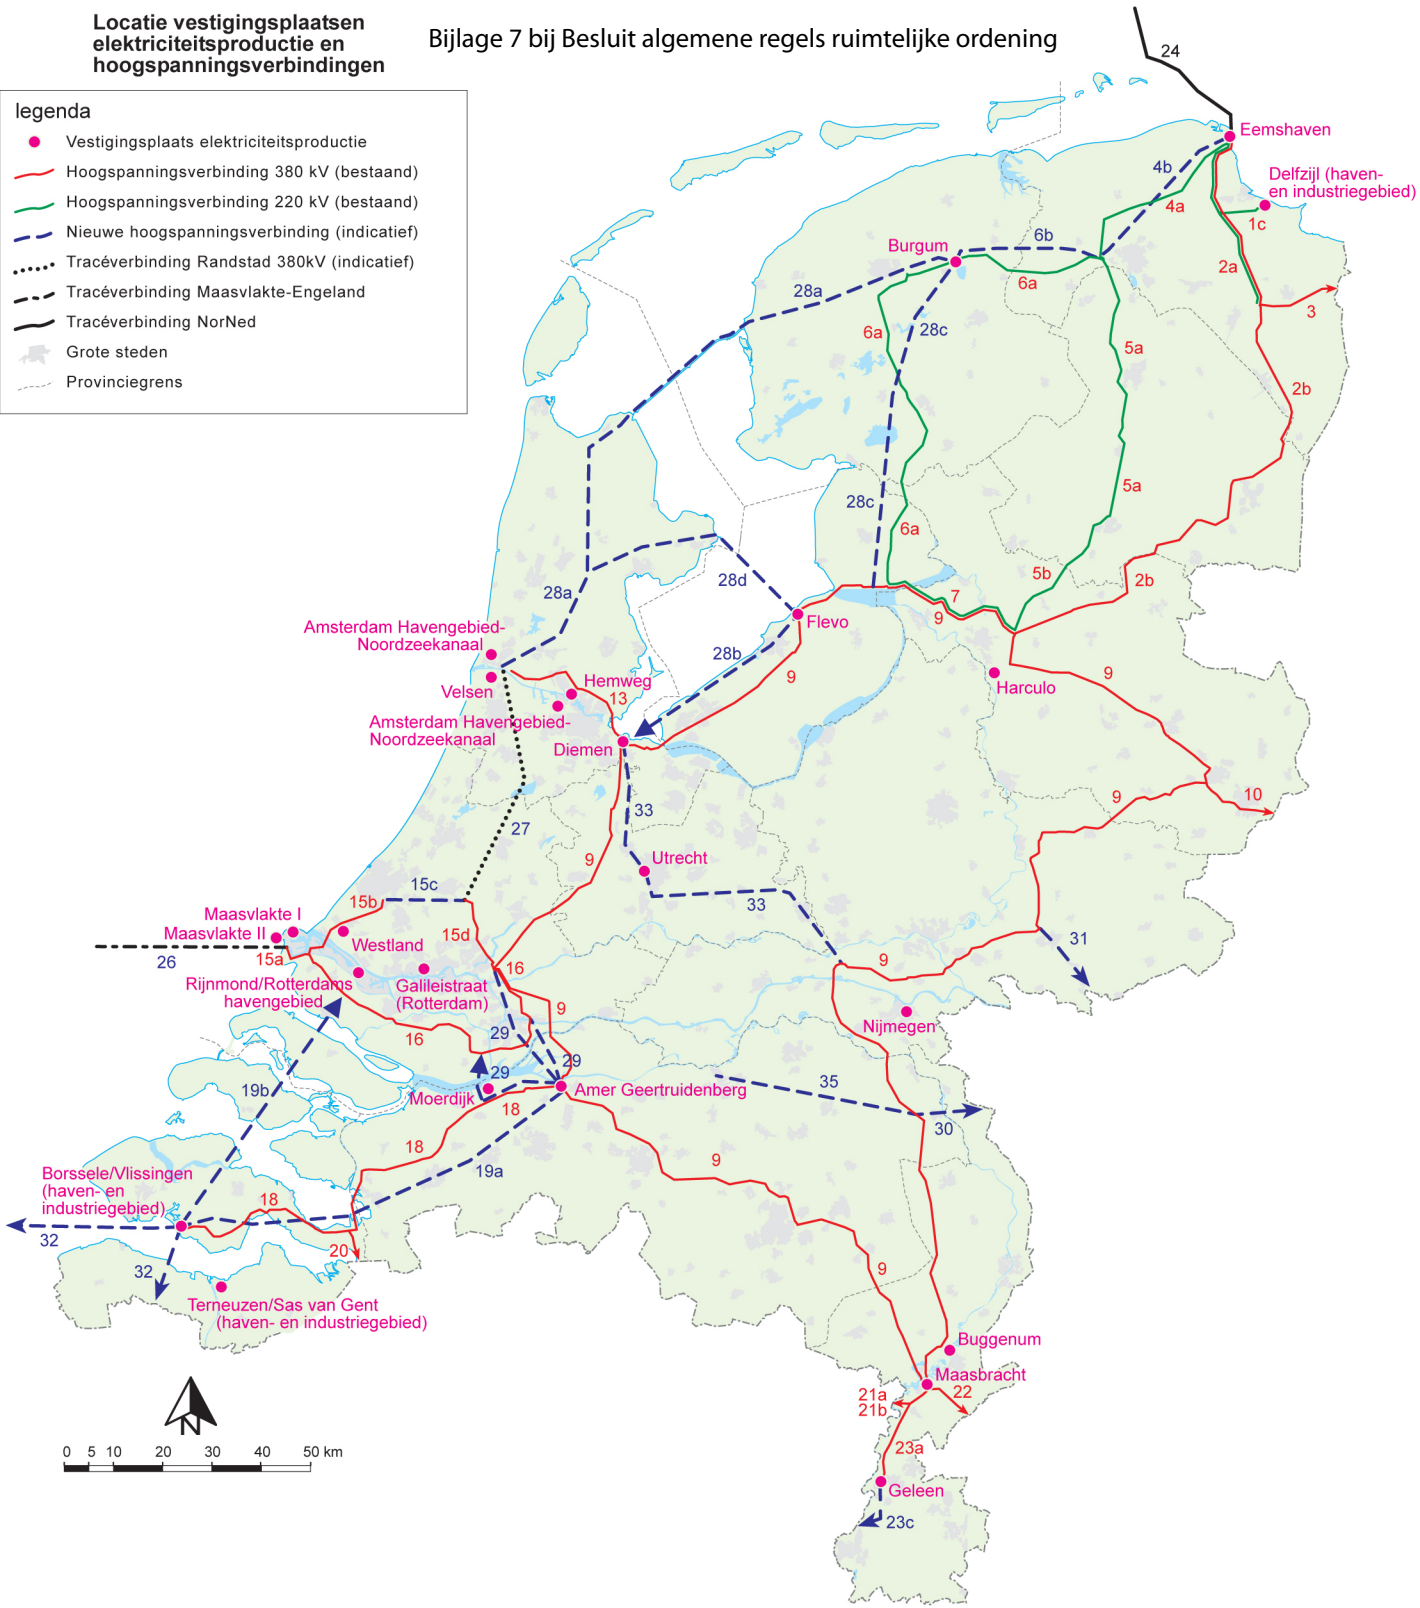 Locatie vestigingsplaatsen
elektriciteitsproductie en
hoogspanningsverbindingen
Bijlage 7 bij Besluit algemene regels ruimtelijke ordening
legenda
Vestigingsplaats elektriciteitsproductie
Hoogspanningsverbinding 380 kV (bestaand)
Hoogspanningsverbinding 220 kV (bestaand)
Nieuwe hoogspanningsverbinding (indicatief)
Tracéverbinding Randstad 380kV (indicatief)
Tracéverbinding Maasvlakte-Engeland
Tracéverbinding NorNed
Grote steden
Provinciegrens
24
Eemshaven
4b
Delfzijl (haven-
en industriegebied)
4a
1c
6b
Burgum
2a
6a
28a
3
28c
6a
5a
2b
5a
28c
6a
5b
2b
28d
7
28a
9
Flevo
Amsterdam Havengebied-
Noordzeekanaal
28b
9
9
Hemweg
Harculo
Velsen
13
Amsterdam Havengebied-
Noordzeekanaal
Diemen
9
10
33
27
9
Utrecht
15c
15b
33
Maasvlakte I
Maasvlakte II
15d
Westland
31
26
15a
16
9
Rijnmond/Rotterdams
havengebied
Galileistraat
(Rotterdam)
9
Nijmegen
16
29
29
29
35
19b
Moerdijk
Amer Geertruidenberg
18
30
18
19a
9
Borssele/Vlissingen
(haven- en
industriegebied)
18
32
20
32
9
Terneuzen/Sas van Gent
(haven- en industriegebied)
Buggenum
Maasbracht
21a
21b
22
N
23a
0 5 10 20 30 40 50 km
Geleen
23c